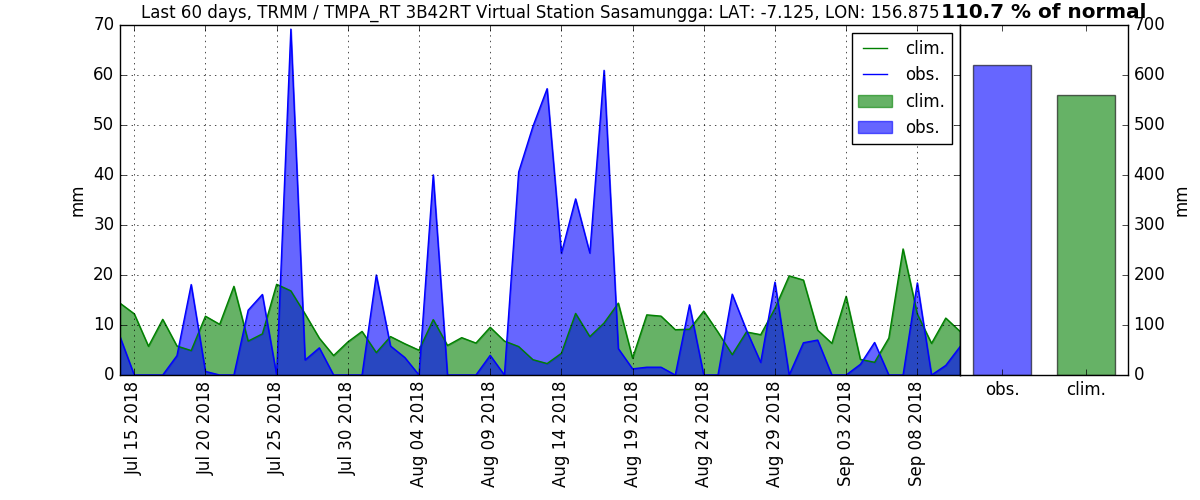 Last 60 days, TRMM / TMPA_RT 3B42RT Virtual Station Sasamungga: LAT: -7.125, LON: 156.875
110.7 % of normal
70
60
50
40
30
20
10
0
mm
clim.
obs.
clim.
obs.
Jul 15 2018
Jul 20 2018
Jul 25 2018
Jul 30 2018
Aug 04 2018
Aug 09 2018
Aug 14 2018
Aug 19 2018
Aug 24 2018
Aug 29 2018
Sep 03 2018
Sep 08 2018
700
600
500
400
300
200
100
0
mm
obs.
clim.